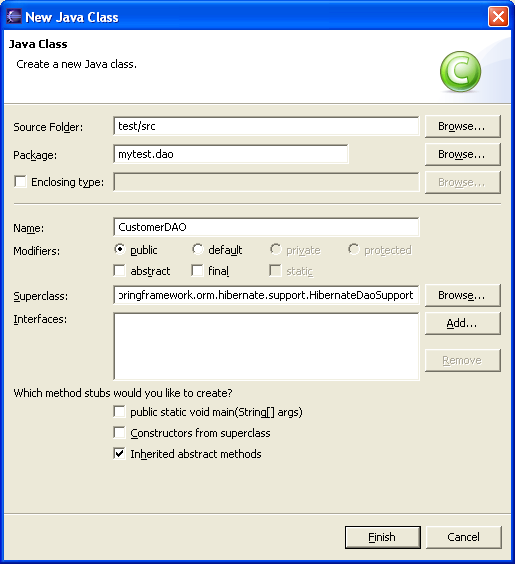 New Java Class
Java Class
Create a new Java class.
C
Source Folder: test/src Browse...
Package: mytest.dao Browse...
Enclosing type: Browse...
Name: CustomerDAO
Modifiers: public default private protected
abstract final static
Superclass: ringframework.orm.hibernate.support.HibernateDaoSupport Browse...
Interfaces: Add...
Remove
Which method stubs would you like to create?
public static void main(String[] args)
Constructors from superclass
Inherited abstract methods
Finish Cancel